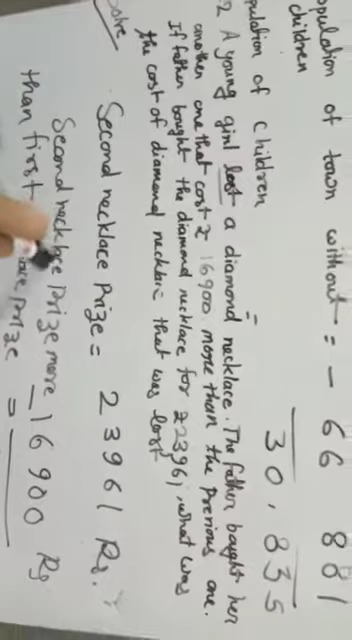 opulation of town without = - 66 881
children
30,835
pulation of children =
2 A young girl lost a diamond necklace. The father bought her
another one that cost ₹ 16900 more than the Previous one.
If father bought the diamond necklace for ₹ 23961, what was
the cost of diamond necklace that was lost
Solve
Second necklace Prize = 23961 Rs.
Second necklace Prize more - 16900 Rs
than first prize =